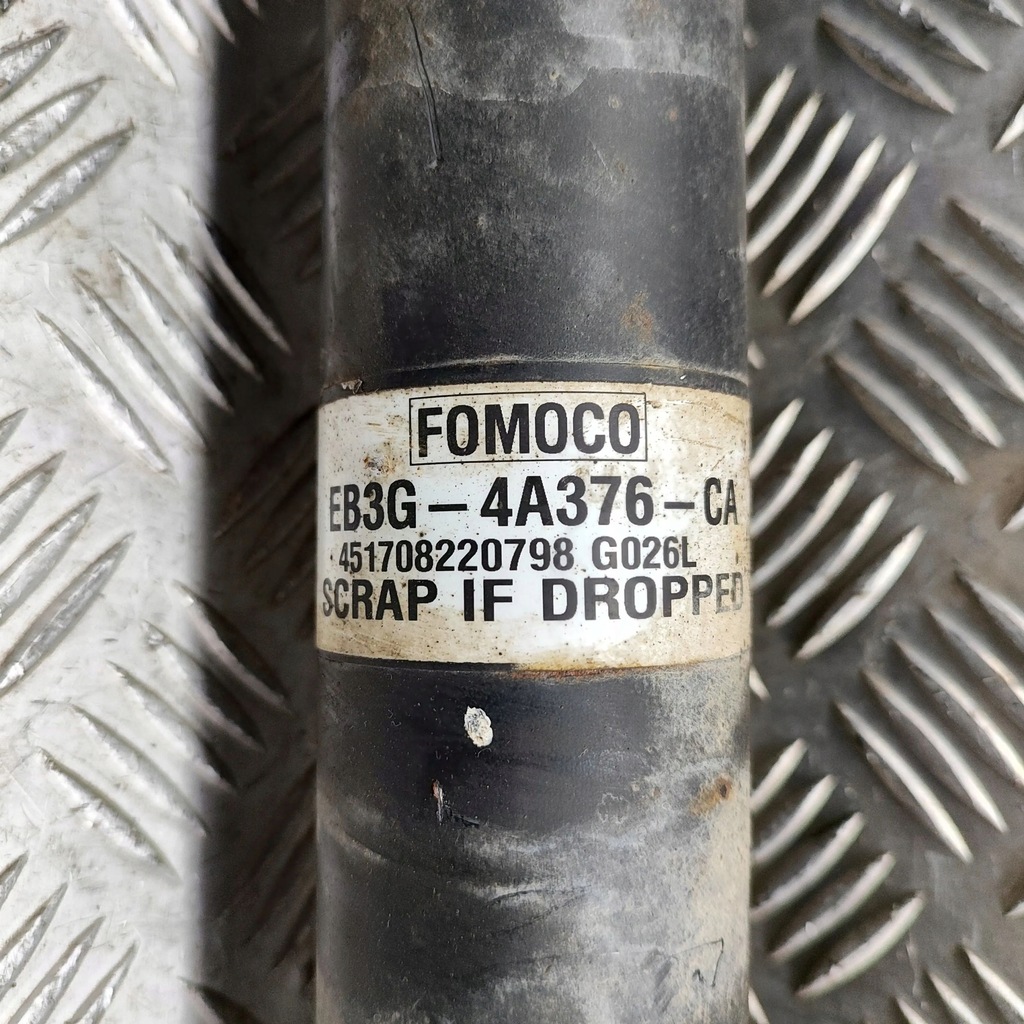 FOMOCO
EB3G – 4A376 – CA
451708220798 G026L
SCRAP IF DROPPED